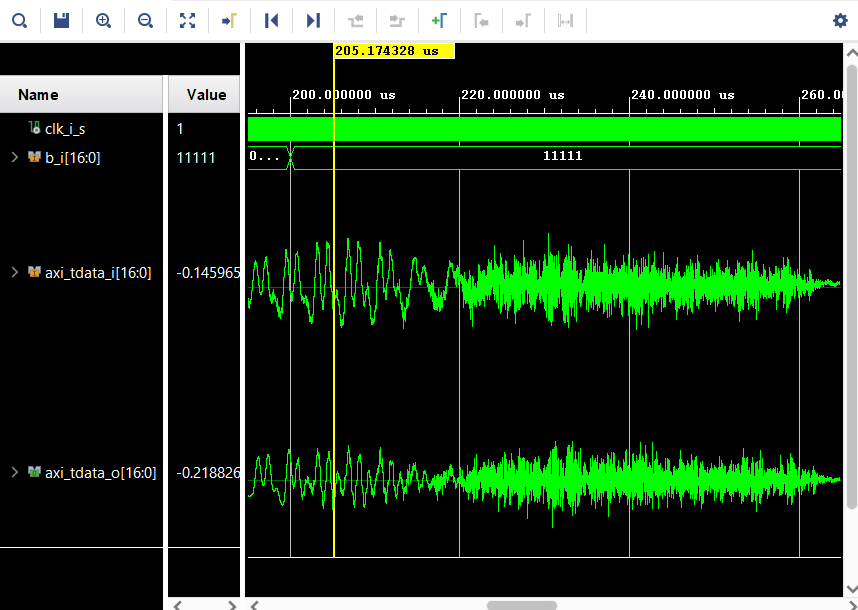 205.174328 us
200.000000 us 220.000000 us 240.000000 us 260.0
Name Value
clk_i_s 1
b_i[16:0] 11111 0... 11111
axi_tdata_i[16:0] -0.145965
axi_tdata_o[16:0] -0.218826